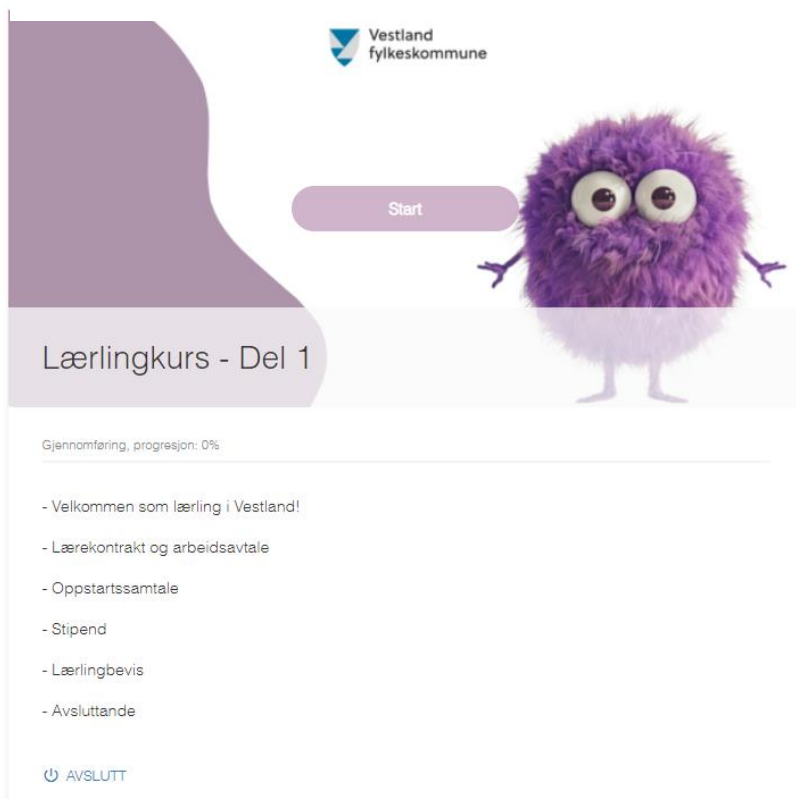 Vestland
fylkeskommune
Start
Lærlingkurs - Del 1
Gjennomføring, progresjon: 0%
- Velkommen som lærling i Vestland!
- Lærekontrakt og arbeidsavtale
- Oppstartssamtale
- Stipend
- Lærlingbevis
- Avsluttande
AVSLUTT